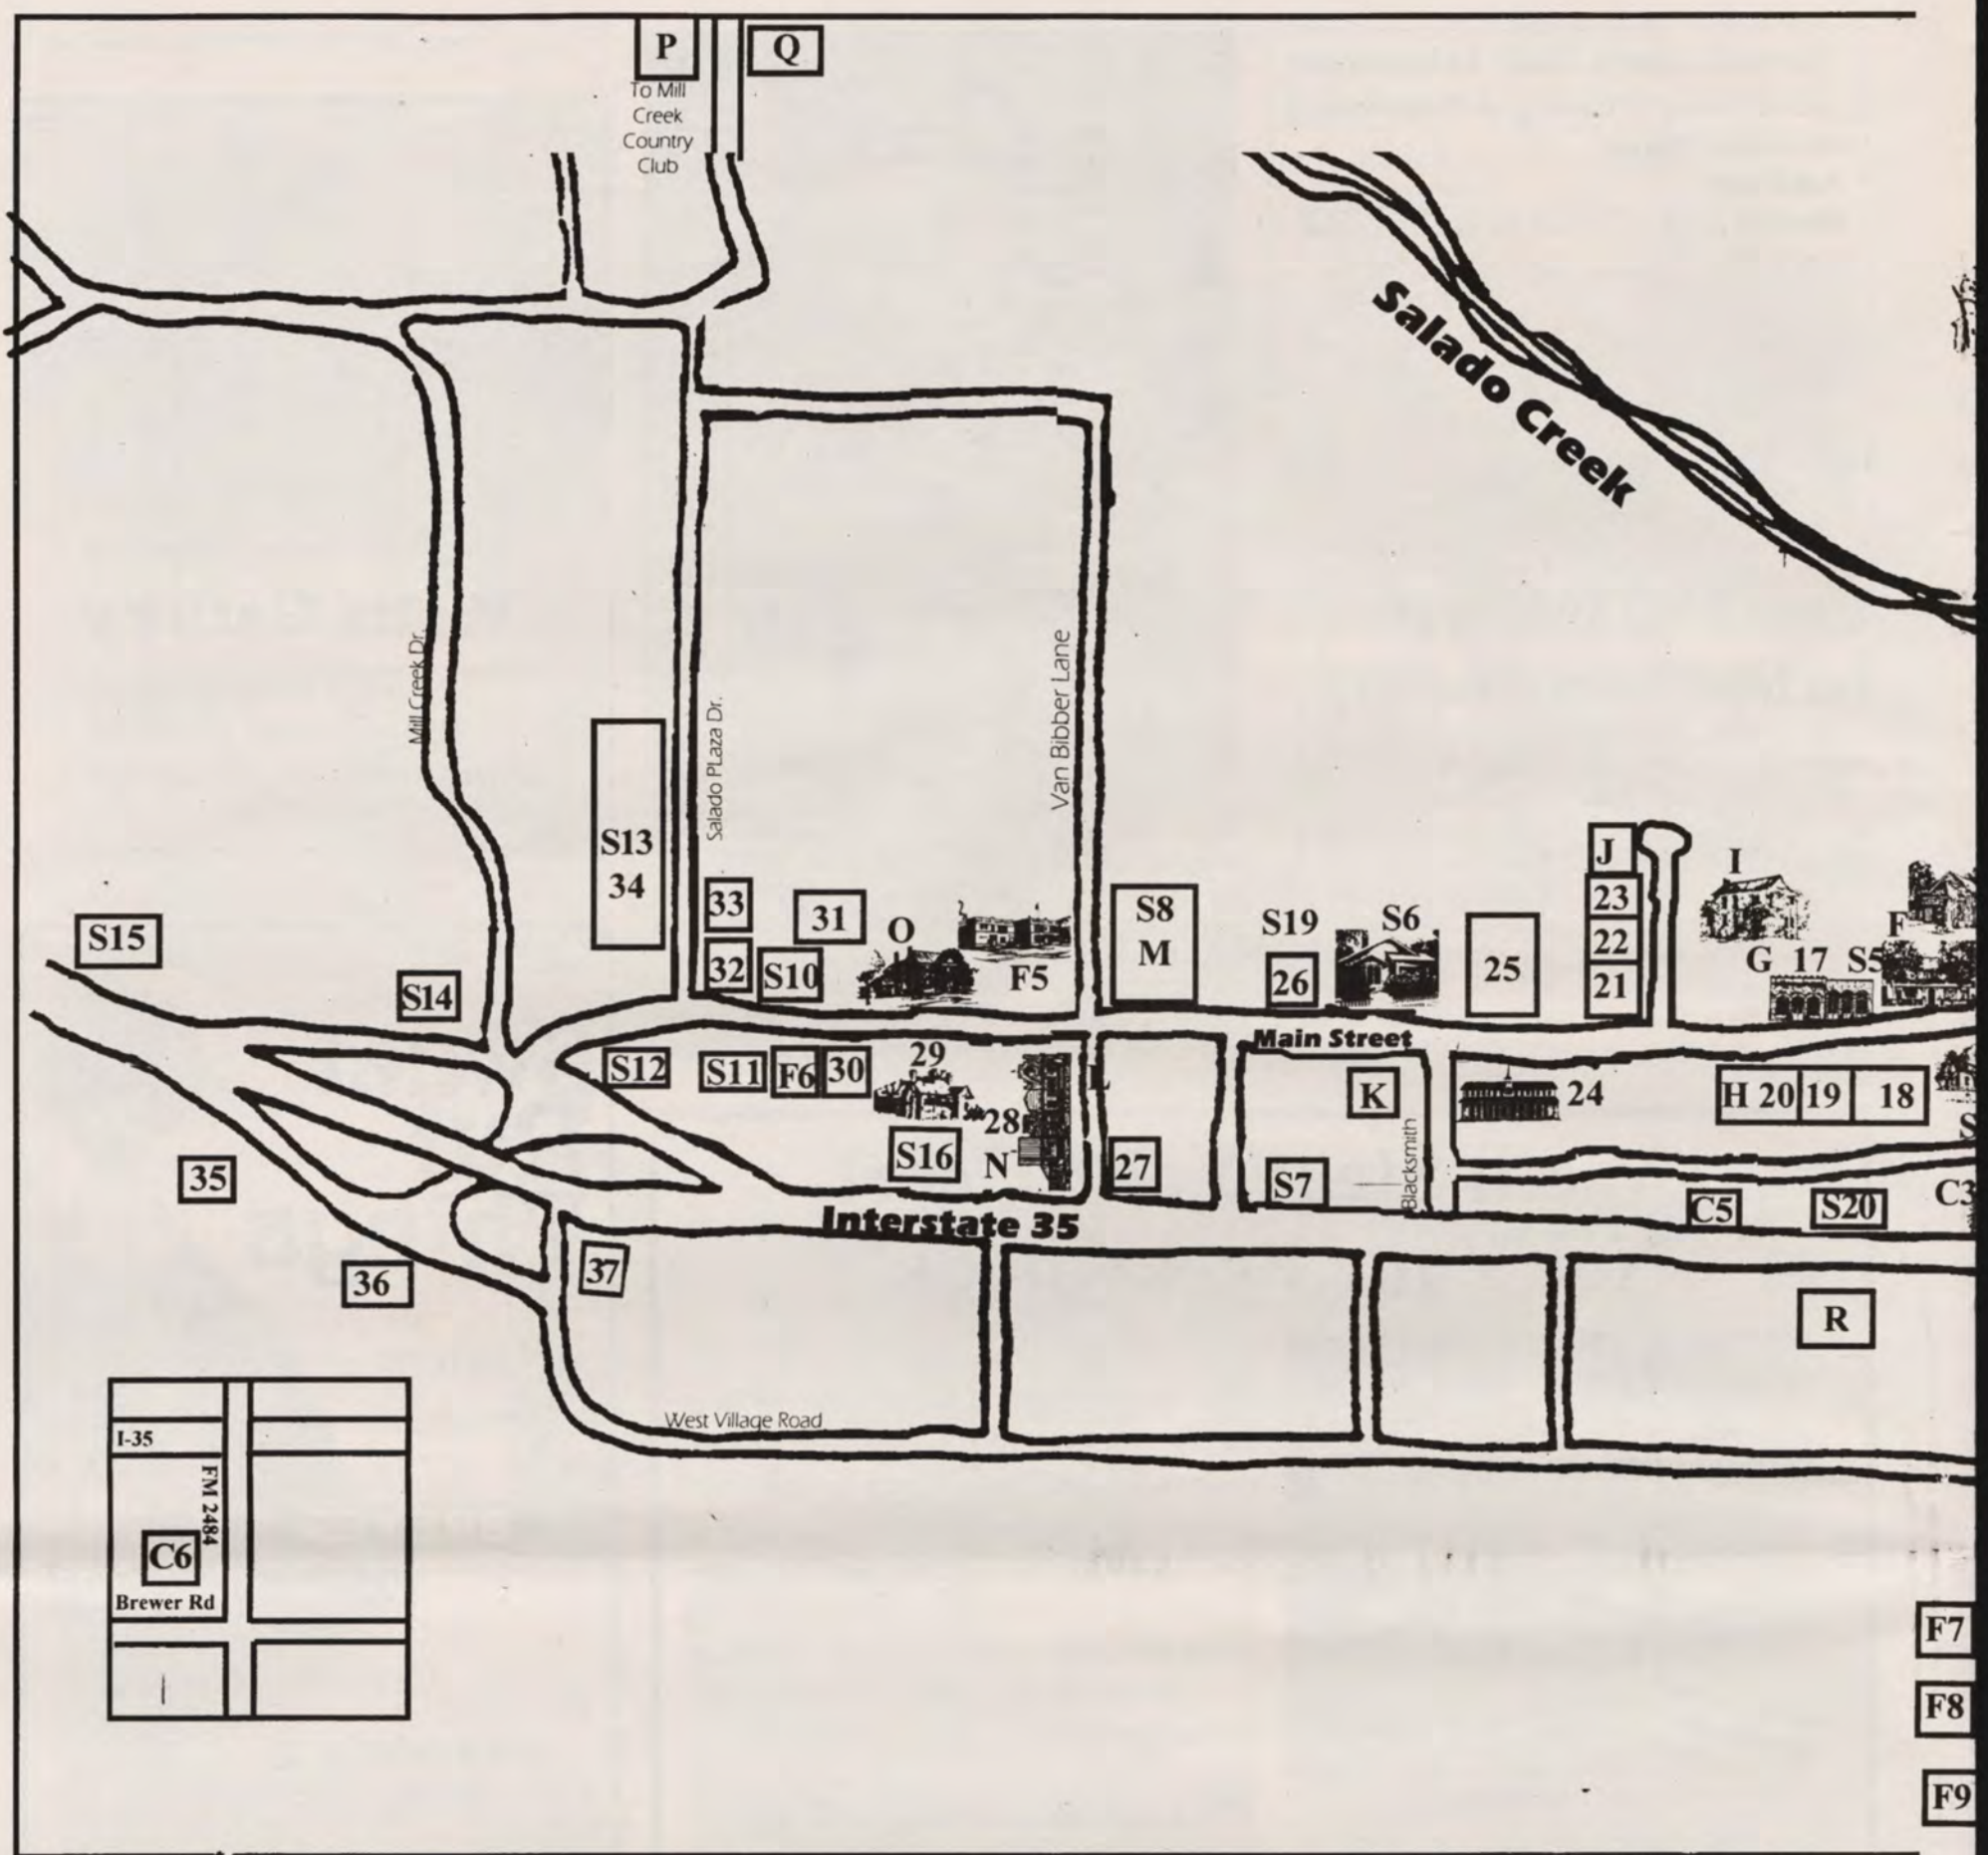 P
Q
To Mill
Creek
Country
Club
Salado Creek
Mill Creek Dr.
Salado PLaza Dr.
Van Bibber Lane
S13
34
33
32
31
S10
O
F5
S8
M
S19
26
S6
25
J
23
22
21
I
F
G 17 S5
S15
S14
Main Street
S12
S11
F6
30
29
28
S16
N
L
27
K
S7
Blacksmith
24
H 20
19
18
S
C5
S20
C3
35
36
37
Interstate 35
R
West Village Road
I-35
FM 2484
C6
Brewer Rd
F7
F8
F9